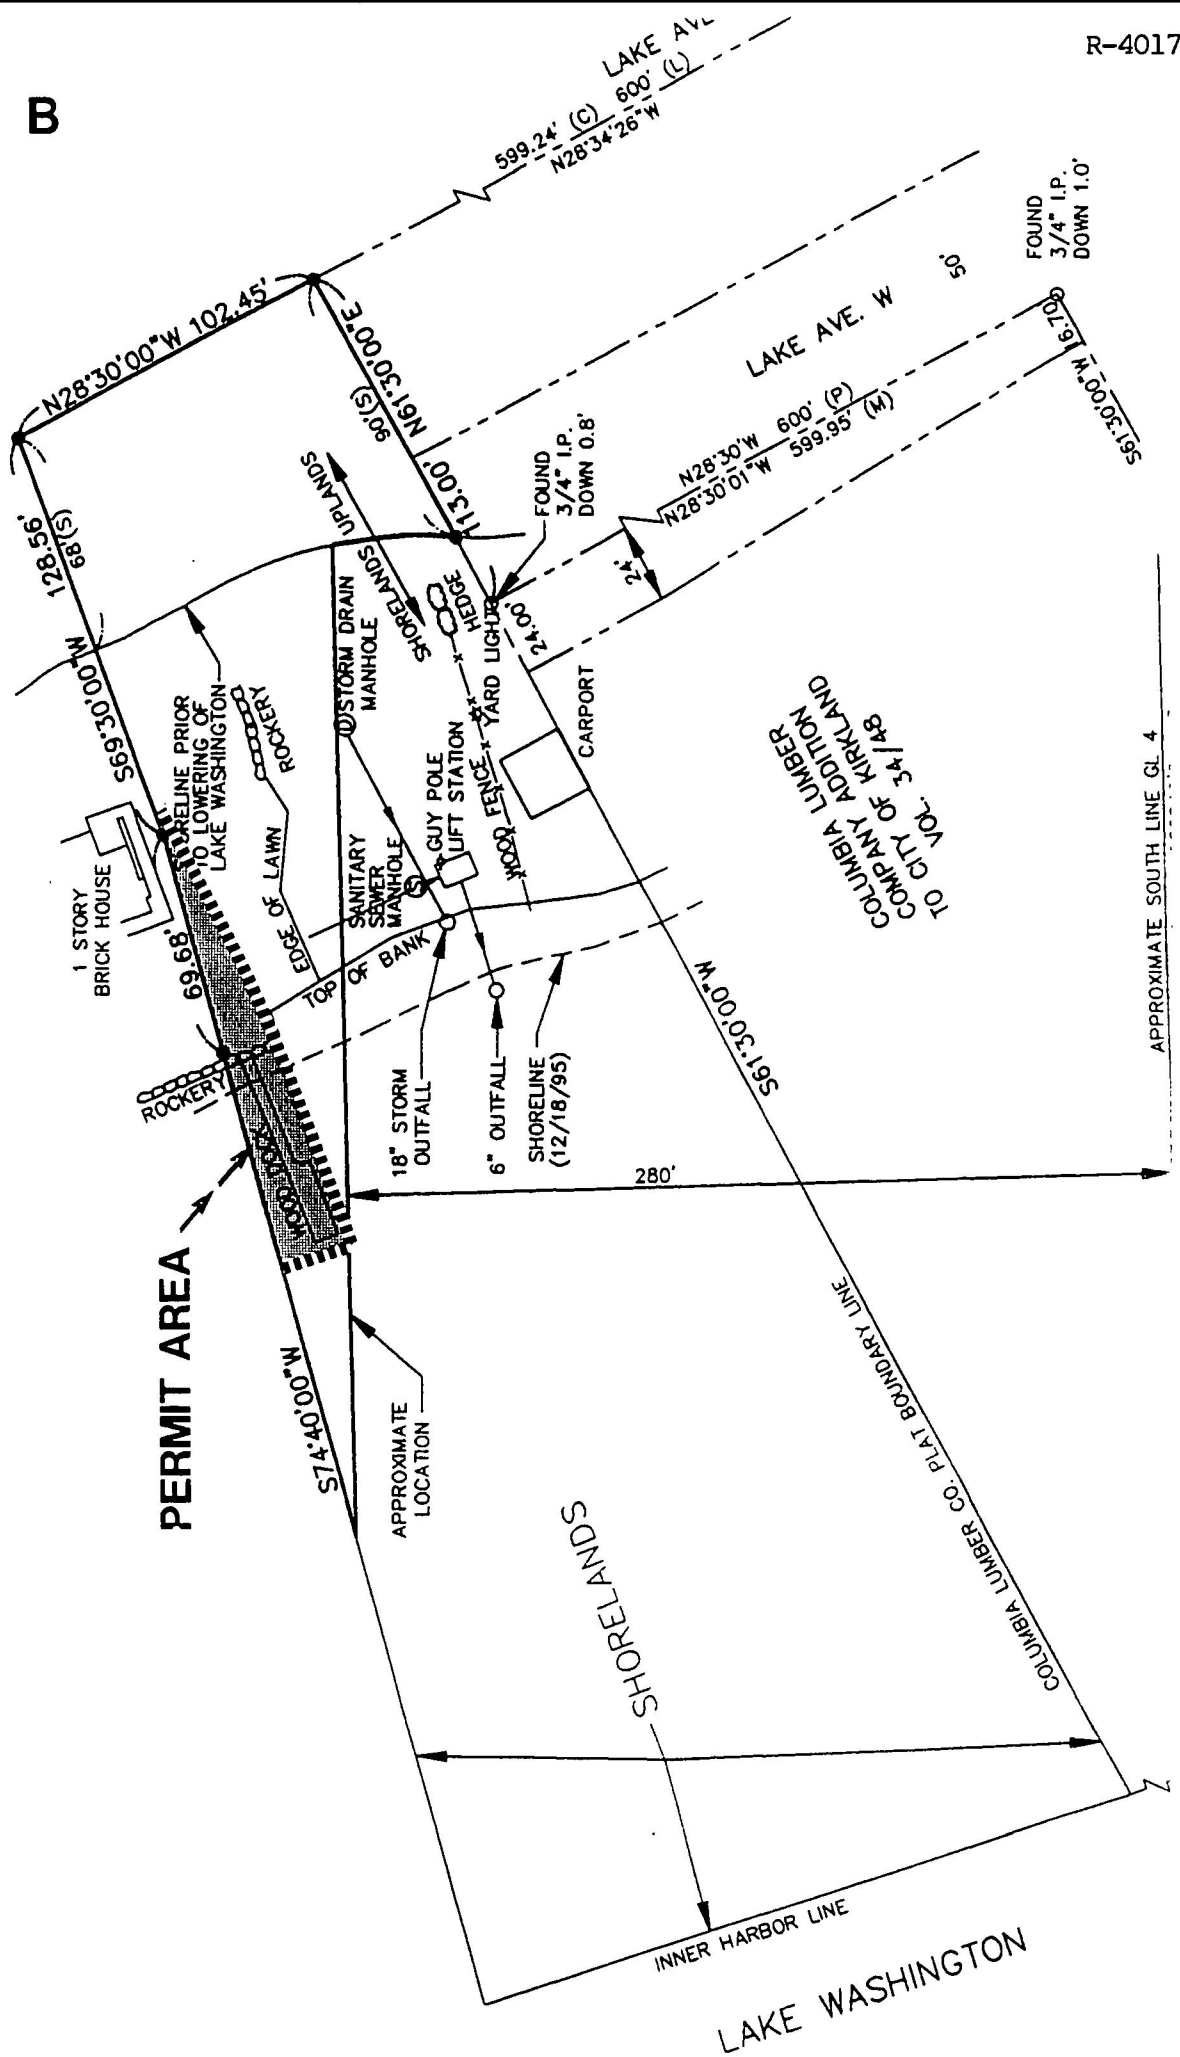 R-4017
B
LAKE AV
599.24' (C) 600' (L)
N28°34'26"W
N28°30'00"W 102.45'
N61°30'00"E
90'(S)
113.00'
128.56'
68'(S)
S69°30'00"W
SHORELANDS UPLANDS
FOUND
3/4" I.P.
DOWN 1.0'
LAKE AVE. W 50'
N28°30'W 600' (P)
N28°30'01"W 599.95' (M)
S61°30'00"W 16.70
FOUND
3/4" I.P.
DOWN 0.8'
24'
24.00'
HEDGE
YARD LIGHT
WOOD FENCE
CARPORT
STORM DRAIN
MANHOLE
SHORELINE PRIOR
TO LOWERING OF
LAKE WASHINGTON
ROCKERY
EDGE OF LAWN
1 STORY
BRICK HOUSE
69.68'
SANITARY
SEWER
MANHOLE
S
GUY POLE
LIFT STATION
TOP OF BANK
ROCKERY
WOOD DOCK
PERMIT AREA
18" STORM
OUTFALL
6" OUTFALL
SHORELINE
(12/18/95)
COLUMBIA LUMBER
COMPANY ADDITION
TO CITY OF KIRKLAND
VOL. 34/48
280'
APPROXIMATE SOUTH LINE GL 4
S61°30'00"W
S74°40'00"W
APPROXIMATE
LOCATION
COLUMBIA LUMBER CO. PLAT BOUNDARY LINE
SHORELANDS
INNER HARBOR LINE
LAKE WASHINGTON